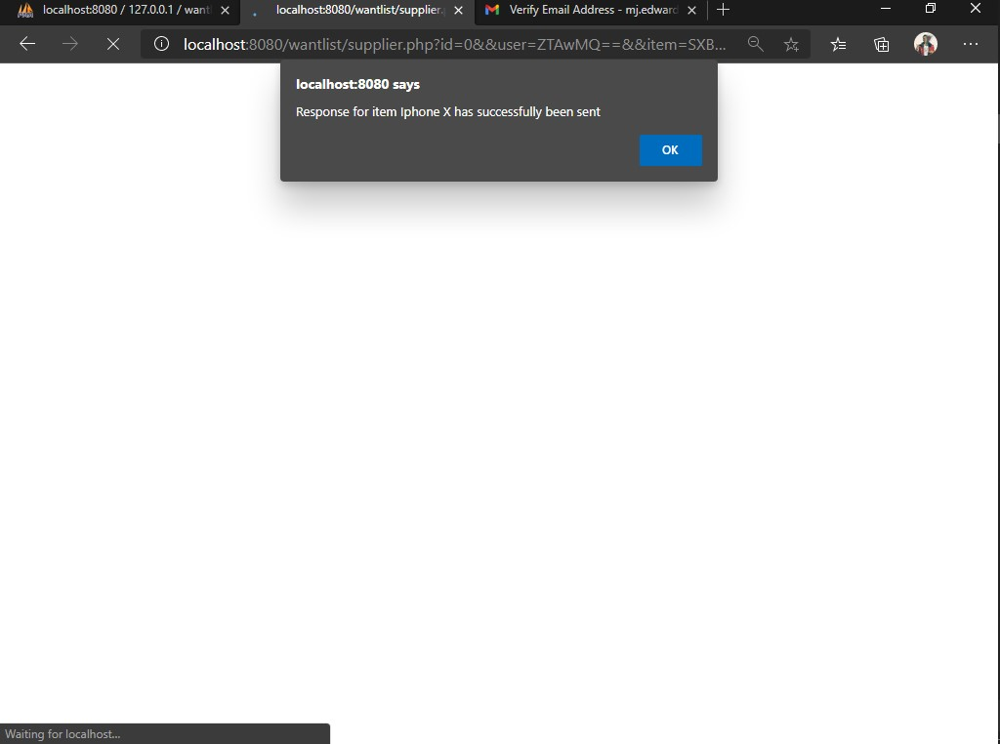 localhost:8080 / 127.0.0.1 / want
localhost:8080/wantlist/supplier.
Verify Email Address - mj.edward
localhost:8080/wantlist/supplier.php?id=0&&user=ZTAwMQ==&&item=SXB...
localhost:8080 says
Response for item Iphone X has successfully been sent
OK
Waiting for localhost...